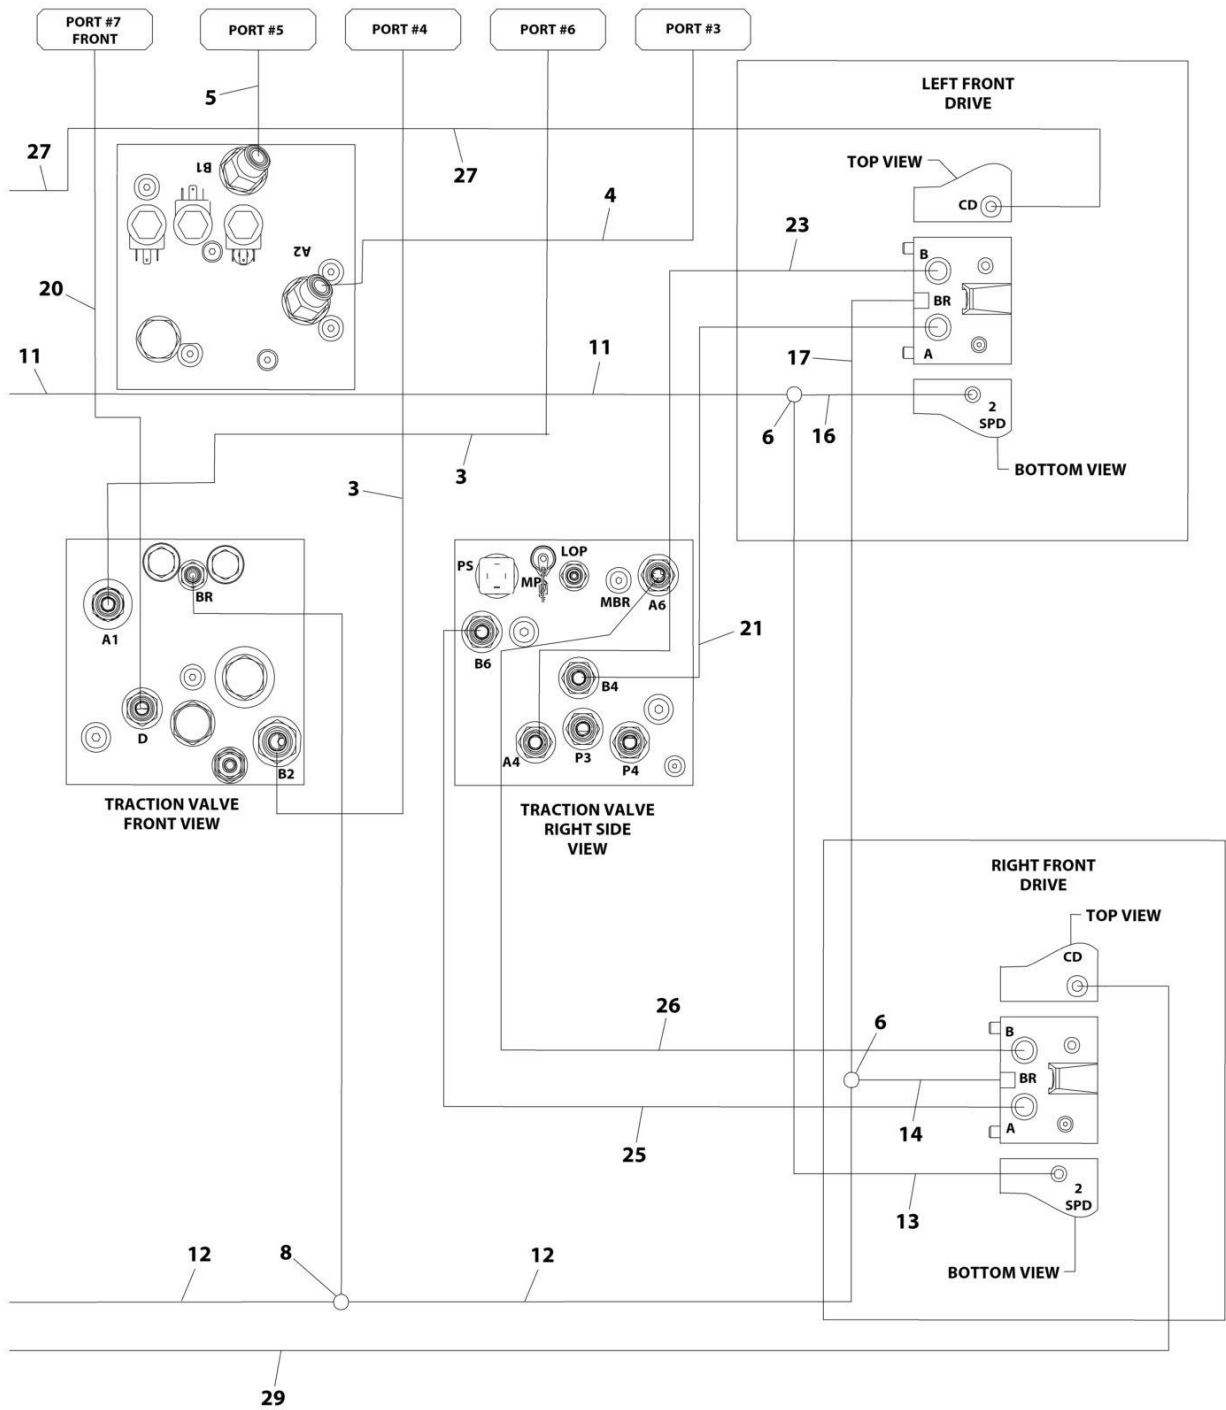 PORT #7
FRONT
PORT #5
PORT #4
PORT #6
PORT #3
LEFT FRONT
DRIVE
5
27
27
B1
TOP VIEW
CD
4
23
A2
B
20
BR
11
11
17
A
6
16
2
SPD
3
3
BOTTOM VIEW
PS
LOP
MP
BR
MBR
A6
A1
21
B6
B4
D
B2
A4
P3
P4
TRACTION VALVE
FRONT VIEW
TRACTION VALVE
RIGHT SIDE
VIEW
RIGHT FRONT
DRIVE
TOP VIEW
CD
26
6
B
BR
14
A
25
2
SPD
13
12
8
12
BOTTOM VIEW
29